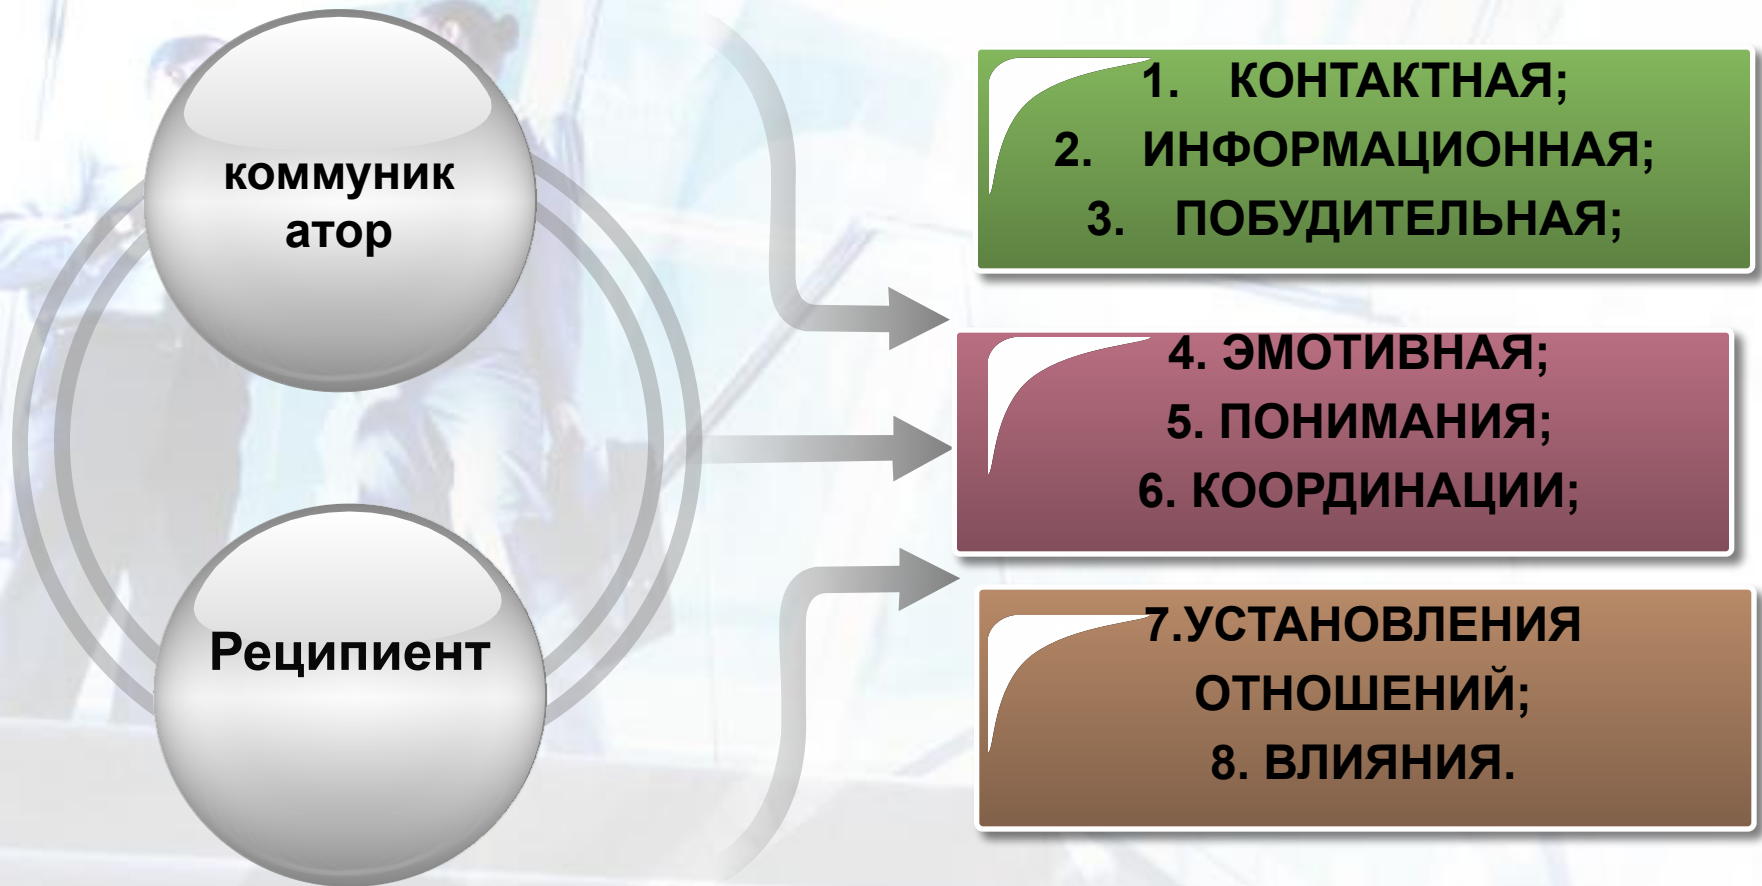 коммуник
атор
Реципиент
1. КОНТАКТНАЯ;
2. ИНФОРМАЦИОННАЯ;
3. ПОБУДИТЕЛЬНАЯ;
4. ЭМОТИВНАЯ;
5. ПОНИМАНИЯ;
6. КООРДИНАЦИИ;
7.УСТАНОВЛЕНИЯ
ОТНОШЕНИЙ;
8. ВЛИЯНИЯ.